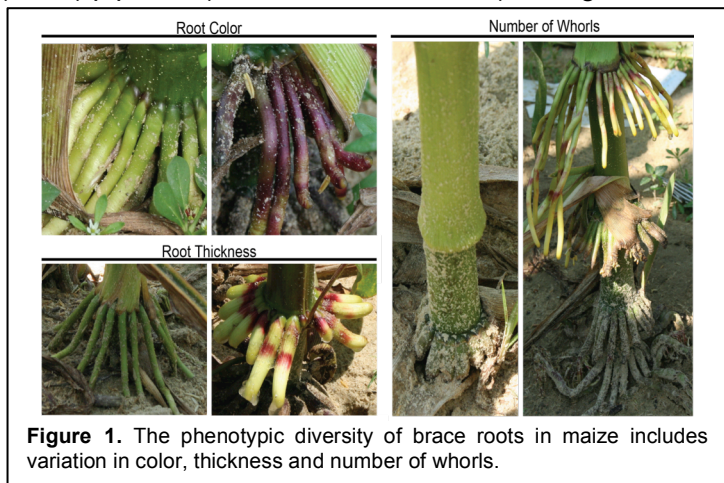 Root Color
Number of Whorls
Root Thickness
Figure 1. The phenotypic diversity of brace roots in maize includes
variation in color, thickness and number of whorls.